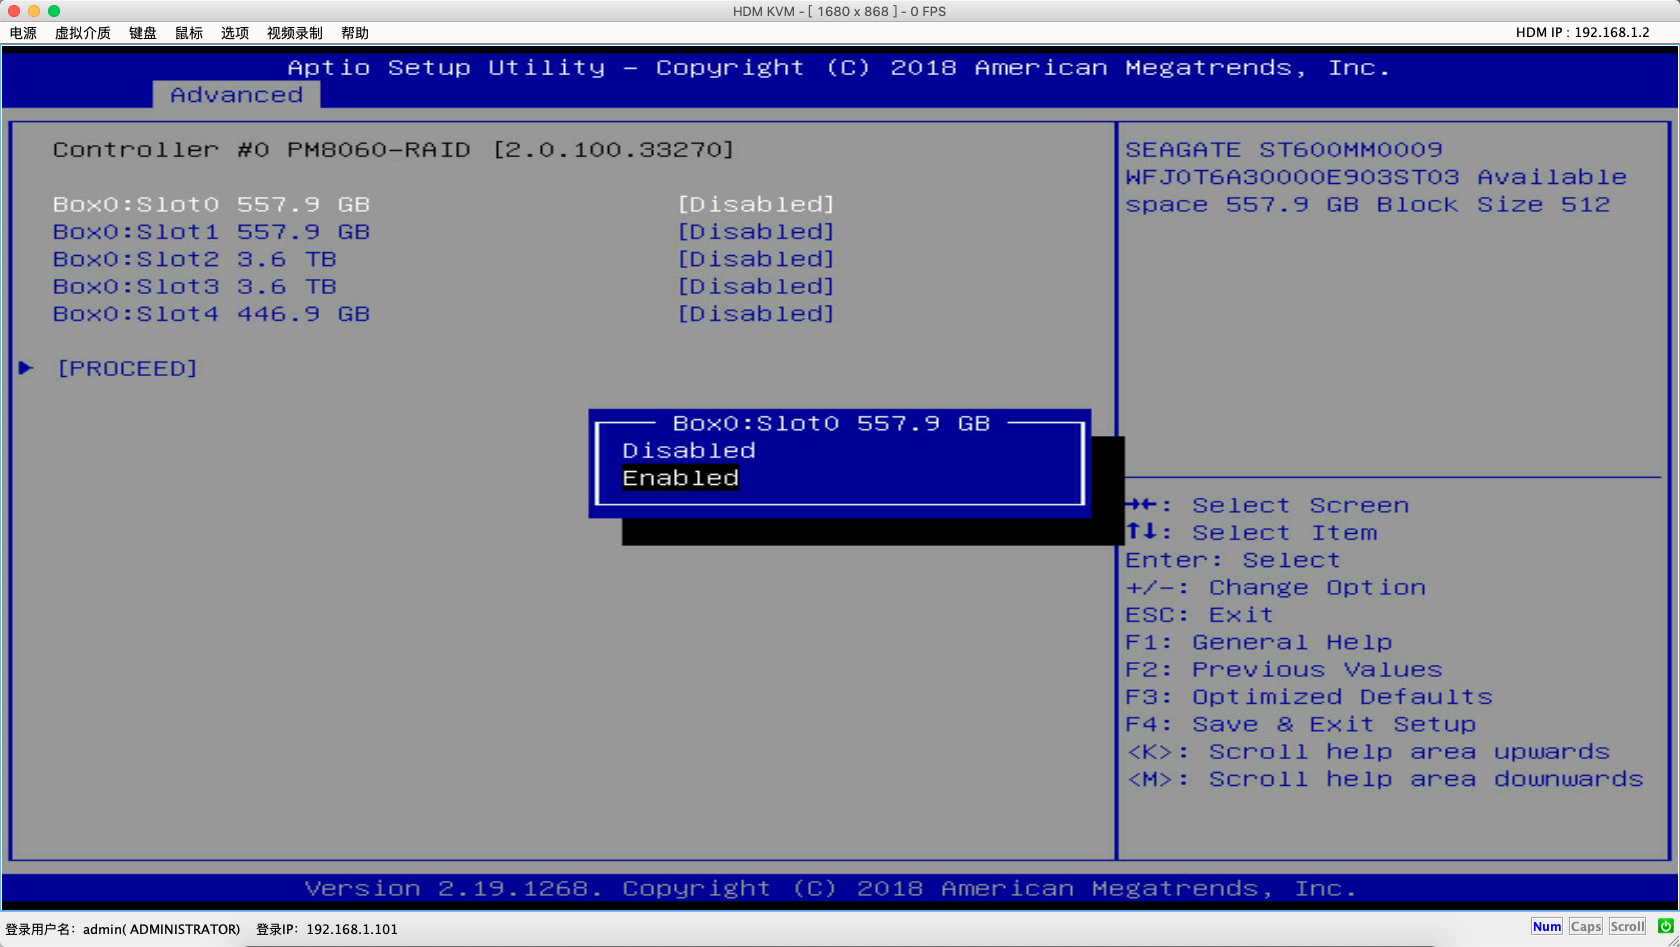 HDM KVM - [ 1680 x 868 ] - 0 FPS
电源 虚拟介质 键盘 鼠标 选项 视频录制 帮助 HDM IP : 192.168.1.2
Aptio Setup Utility – Copyright (C) 2018 American Megatrends, Inc.
Advanced
Controller #0 PM8060-RAID [2.0.100.33270]
Box0:Slot0 557.9 GB [Disabled]
Box0:Slot1 557.9 GB [Disabled]
Box0:Slot2 3.6 TB [Disabled]
Box0:Slot3 3.6 TB [Disabled]
Box0:Slot4 446.9 GB [Disabled]
► [PROCEED]
Box0:Slot0 557.9 GB
Disabled
Enabled
SEAGATE ST600MM0009
WFJ0T6A30000E903ST03 Available
space 557.9 GB Block Size 512
→←: Select Screen
↑↓: Select Item
Enter: Select
+/-: Change Option
ESC: Exit
F1: General Help
F2: Previous Values
F3: Optimized Defaults
F4: Save & Exit Setup
<K>: Scroll help area upwards
<M>: Scroll help area downwards
Version 2.19.1268. Copyright (C) 2018 American Megatrends, Inc.
登录用户名: admin( ADMINISTRATOR) 登录IP: 192.168.1.101 Num Caps Scroll